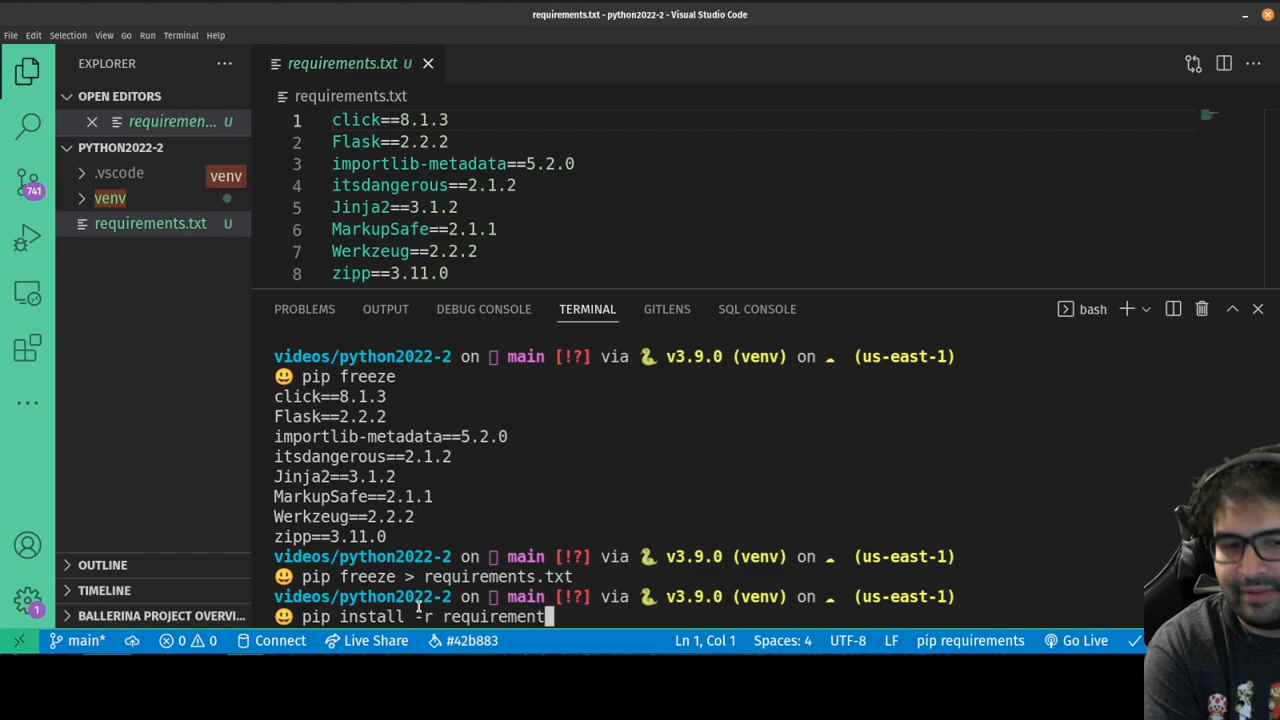 requirements.txt - python2022-2 - Visual Studio Code
File Edit Selection View Go Run Terminal Help
EXPLORER
OPEN EDITORS
requiremen... U
PYTHON2022-2
.vscode
venv
venv
requirements.txt U
OUTLINE
TIMELINE
BALLERINA PROJECT OVERVI...
741
1
requirements.txt U
requirements.txt
1 click==8.1.3
2 Flask==2.2.2
3 importlib-metadata==5.2.0
4 itsdangerous==2.1.2
5 Jinja2==3.1.2
6 MarkupSafe==2.1.1
7 Werkzeug==2.2.2
8 zipp==3.11.0
PROBLEMS OUTPUT DEBUG CONSOLE TERMINAL GITLENS SQL CONSOLE
bash
videos/python2022-2 on main [!?] via 🐍 v3.9.0 (venv) on ☁ (us-east-1)
😃 pip freeze
click==8.1.3
Flask==2.2.2
importlib-metadata==5.2.0
itsdangerous==2.1.2
Jinja2==3.1.2
MarkupSafe==2.1.1
Werkzeug==2.2.2
zipp==3.11.0
videos/python2022-2 on main [!?] via 🐍 v3.9.0 (venv) on ☁ (us-east-1)
😃 pip freeze > requirements.txt
videos/python2022-2 on main [!?] via 🐍 v3.9.0 (venv) on ☁ (us-east-1)
😃 pip install -r requirement
main* 0 0 Connect Live Share #42b883 Ln 1, Col 1 Spaces: 4 UTF-8 LF pip requirements Go Live